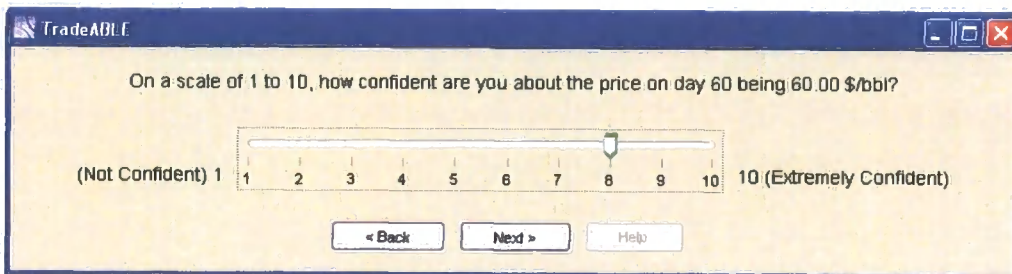 TradeABLE
On a scale of 1 to 10, how confident are you about the price on day 60 being 60.00 $/bbl?
(Not Confident) 1 1 2 3 4 5 6 7 8 9 10 10 (Extremely Confident)
« Back Next » Help